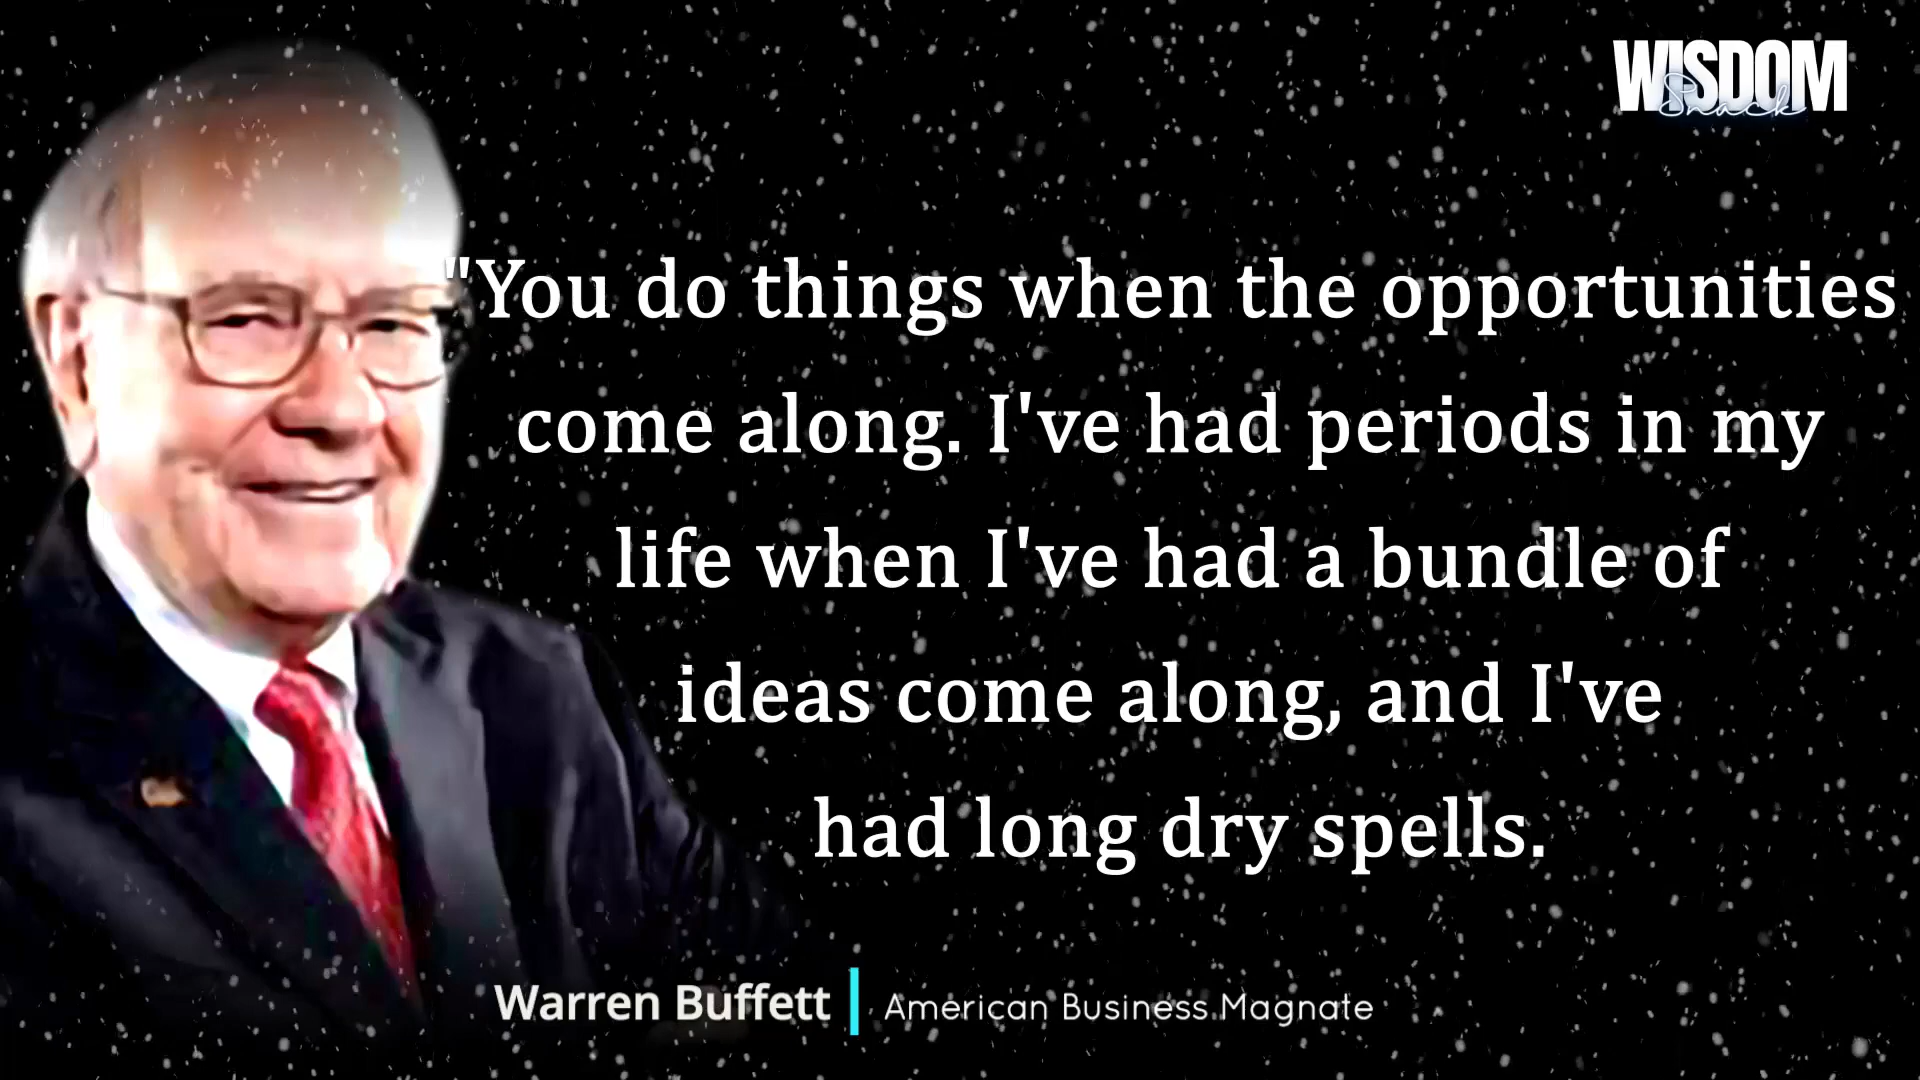 WISDOM
Snack
"You do things when the opportunities
come along. I've had periods in my
life when I've had a bundle of
ideas come along, and I've
had long dry spells.
Warren Buffett | American Business Magnate